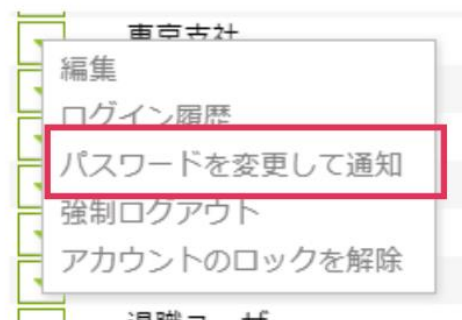 東京支社
編集
ログイン履歴
パスワードを変更して通知
強制ログアウト
アカウントのロックを解除
退職ユーザ